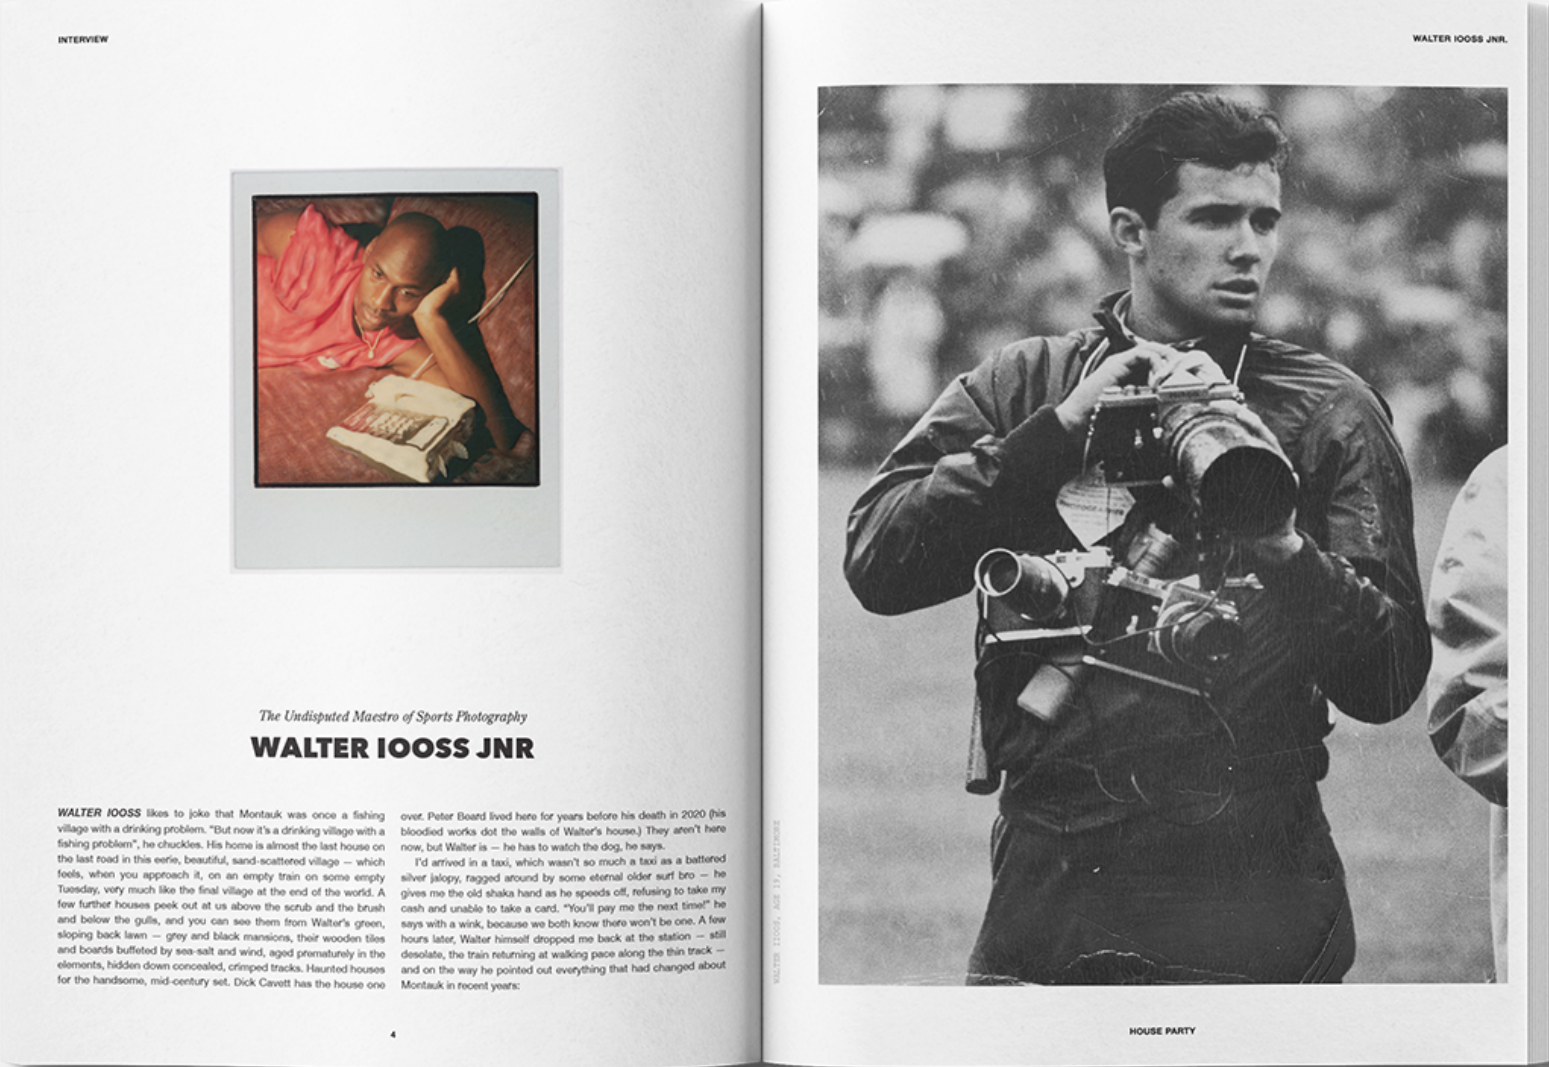 INTERVIEW
The Undisputed Maestro of Sports Photography
WALTER IOOSS JNR
WALTER IOOSS likes to joke that Montauk was once a fishing
village with a drinking problem. "But now it's a drinking village with a
fishing problem", he chuckles. His home is almost the last house on
the last road in this eerie, beautiful, sand-scattered village — which
feels, when you approach it, on an empty train on some empty
Tuesday, very much like the final village at the end of the world. A
few further houses peek out at us above the scrub and the brush
and below the gulls, and you can see them from Walter's green,
sloping back lawn — grey and black mansions, their wooden tiles
and boards buffeted by sea-salt and wind, aged prematurely in the
elements, hidden down concealed, crimped tracks. Haunted houses
for the handsome, mid-century set. Dick Cavett has the house one
over. Peter Beard lived here for years before his death in 2020 (his
bloodied works dot the walls of Walter's house.) They aren't here
now, but Walter is — he has to watch the dog, he says.
I'd arrived in a taxi, which wasn't so much a taxi as a battered
silver jalopy, ragged around by some eternal older surf bro — he
gives me the old shaka hand as he speeds off, refusing to take my
cash and unable to take a card. "You'll pay me the next time!" he
says with a wink, because we both know there won't be one. A few
hours later, Walter himself dropped me back at the station — still
desolate, the train returning at walking pace along the thin track —
and on the way he pointed out everything that had changed about
Montauk in recent years:
4
WALTER IOOSS JNR.
WALTER IOOSS, AGE 19, BALTIMORE
HOUSE PARTY